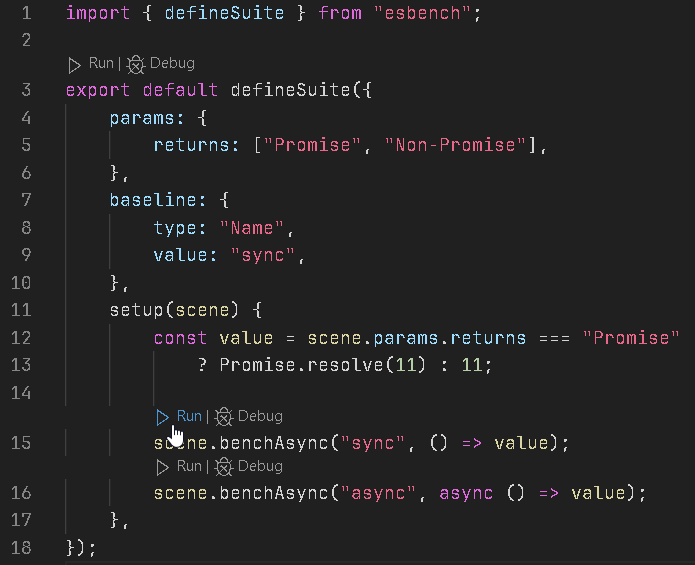 1 import { defineSuite } from "esbench";
2
Run | Debug
3 export default defineSuite({
4     params: {
5         returns: ["Promise", "Non-Promise"],
6     },
7     baseline: {
8         type: "Name",
9         value: "sync",
10     },
11     setup(scene) {
12         const value = scene.params.returns === "Promise"
13             ? Promise.resolve(11) : 11;
14
Run | Debug
15         scene.benchAsync("sync", () => value);
Run | Debug
16         scene.benchAsync("async", async () => value);
17     },
18 });